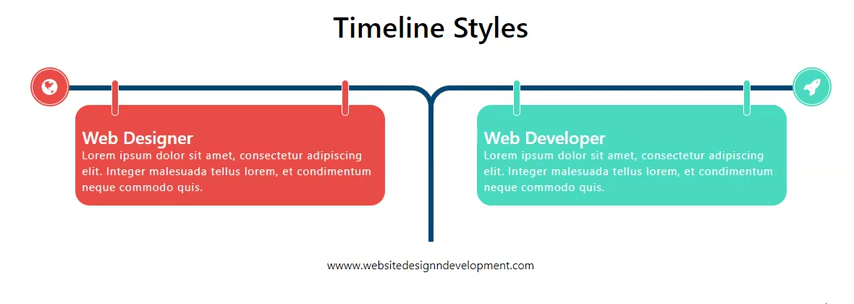 Timeline Styles
Web Designer
Lorem ipsum dolor sit amet, consectetur adipiscing
elit. Integer malesuada tellus lorem, et condimentum
neque commodo quis.
Web Developer
Lorem ipsum dolor sit amet, consectetur adipiscing
elit. Integer malesuada tellus lorem, et condimentum
neque commodo quis.
wwww.websitedesignndevelopment.com